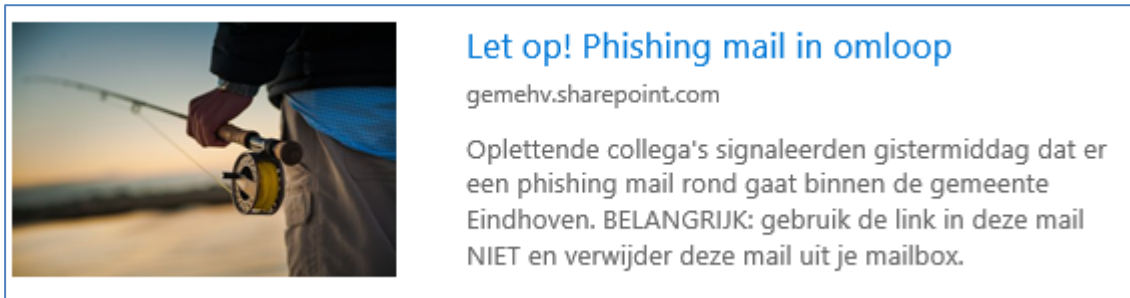 Let op! Phishing mail in omloop
gemehv.sharepoint.com
Oplettende collega's signaleerden gistermiddag dat er
een phishing mail rond gaat binnen de gemeente
Eindhoven. BELANGRIJK: gebruik de link in deze mail
NIET en verwijder deze mail uit je mailbox.